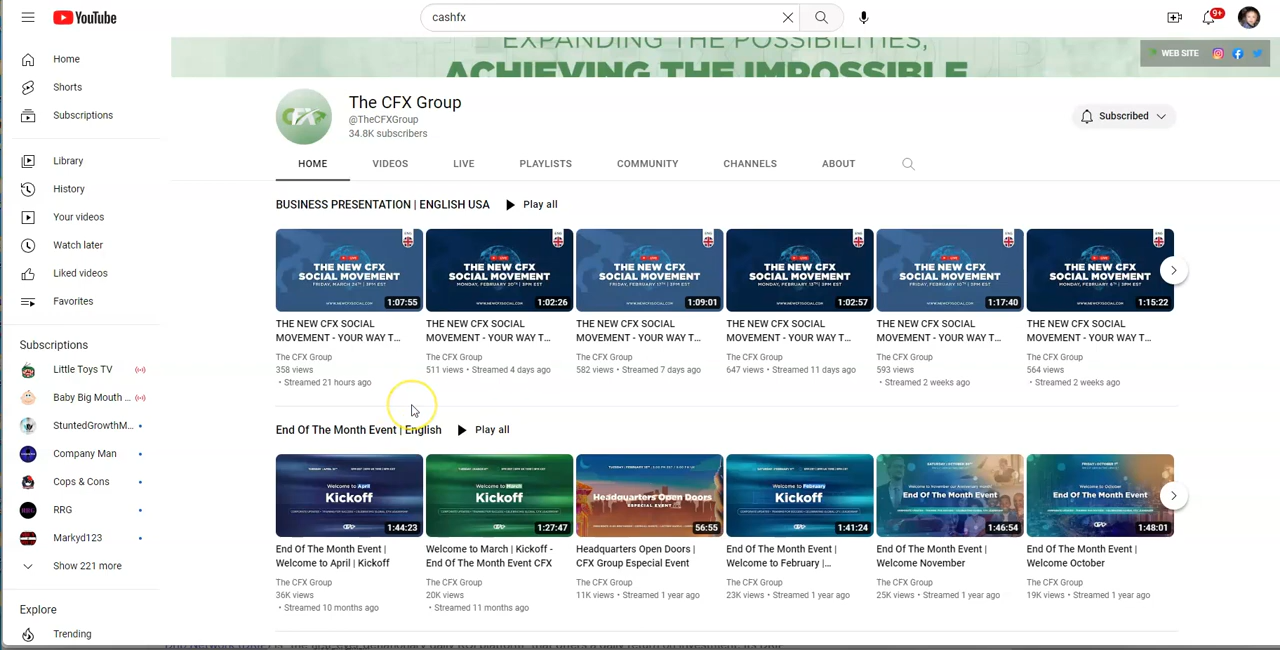 YouTube
cashfx
9+
EXPANDING THE POSSIBILITIES,
ACHIEVING THE IMPOSSIBLE
WEB SITE
Home
Shorts
Subscriptions
Library
History
Your videos
Watch later
Liked videos
Favorites
Subscriptions
Little Toys TV
Baby Big Mouth ...
StuntedGrowthM...
Company Man
Cops & Cons
RRG
Markyd123
Show 221 more
Explore
Trending
CFX
The CFX Group
@TheCFXGroup
34.8K subscribers
Subscribed
HOME VIDEOS LIVE PLAYLISTS COMMUNITY CHANNELS ABOUT
BUSINESS PRESENTATION | ENGLISH USA Play all
THE NEW CFX
SOCIAL MOVEMENT
1:07:55
THE NEW CFX SOCIAL
MOVEMENT - YOUR WAY T...
The CFX Group
358 views
• Streamed 21 hours ago
THE NEW CFX
SOCIAL MOVEMENT
1:02:26
THE NEW CFX SOCIAL
MOVEMENT - YOUR WAY T...
The CFX Group
511 views • Streamed 4 days ago
THE NEW CFX
SOCIAL MOVEMENT
1:09:01
THE NEW CFX SOCIAL
MOVEMENT - YOUR WAY T...
The CFX Group
582 views • Streamed 7 days ago
THE NEW CFX
SOCIAL MOVEMENT
1:02:57
THE NEW CFX SOCIAL
MOVEMENT - YOUR WAY T...
The CFX Group
647 views • Streamed 11 days ago
THE NEW CFX
SOCIAL MOVEMENT
1:17:40
THE NEW CFX SOCIAL
MOVEMENT - YOUR WAY T...
The CFX Group
593 views
• Streamed 2 weeks ago
THE NEW CFX
SOCIAL MOVEMENT
1:15:22
THE NEW CFX SOCIAL
MOVEMENT - YOUR WAY T...
The CFX Group
564 views
• Streamed 2 weeks ago
End Of The Month Event | English Play all
Welcome to April
Kickoff
1:44:23
End Of The Month Event |
Welcome to April | Kickoff
The CFX Group
36K views
• Streamed 10 months ago
Welcome to March
Kickoff
1:27:47
Welcome to March | Kickoff -
End Of The Month Event CFX
The CFX Group
20K views
• Streamed 11 months ago
Headquarters Open Doors
ESPECIAL EVENT
56:55
Headquarters Open Doors |
CFX Group Especial Event
The CFX Group
11K views • Streamed 1 year ago
Welcome to February
Kickoff
1:41:24
End Of The Month Event |
Welcome to February |...
The CFX Group
23K views • Streamed 1 year ago
End Of The Month Event
1:46:54
End Of The Month Event |
Welcome November
The CFX Group
25K views • Streamed 1 year ago
End Of The Month Event
1:48:01
End Of The Month Event |
Welcome October
The CFX Group
19K views • Streamed 1 year ago